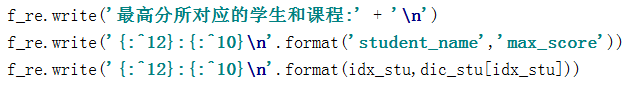 f_re.write('最高分所对应的学生和课程:' + '\n')
f_re.write('{:^12}:{:^10}\n'.format('student_name','max_score'))
f_re.write('{:^12}:{:^10}\n'.format(idx_stu,dic_stu[idx_stu]))